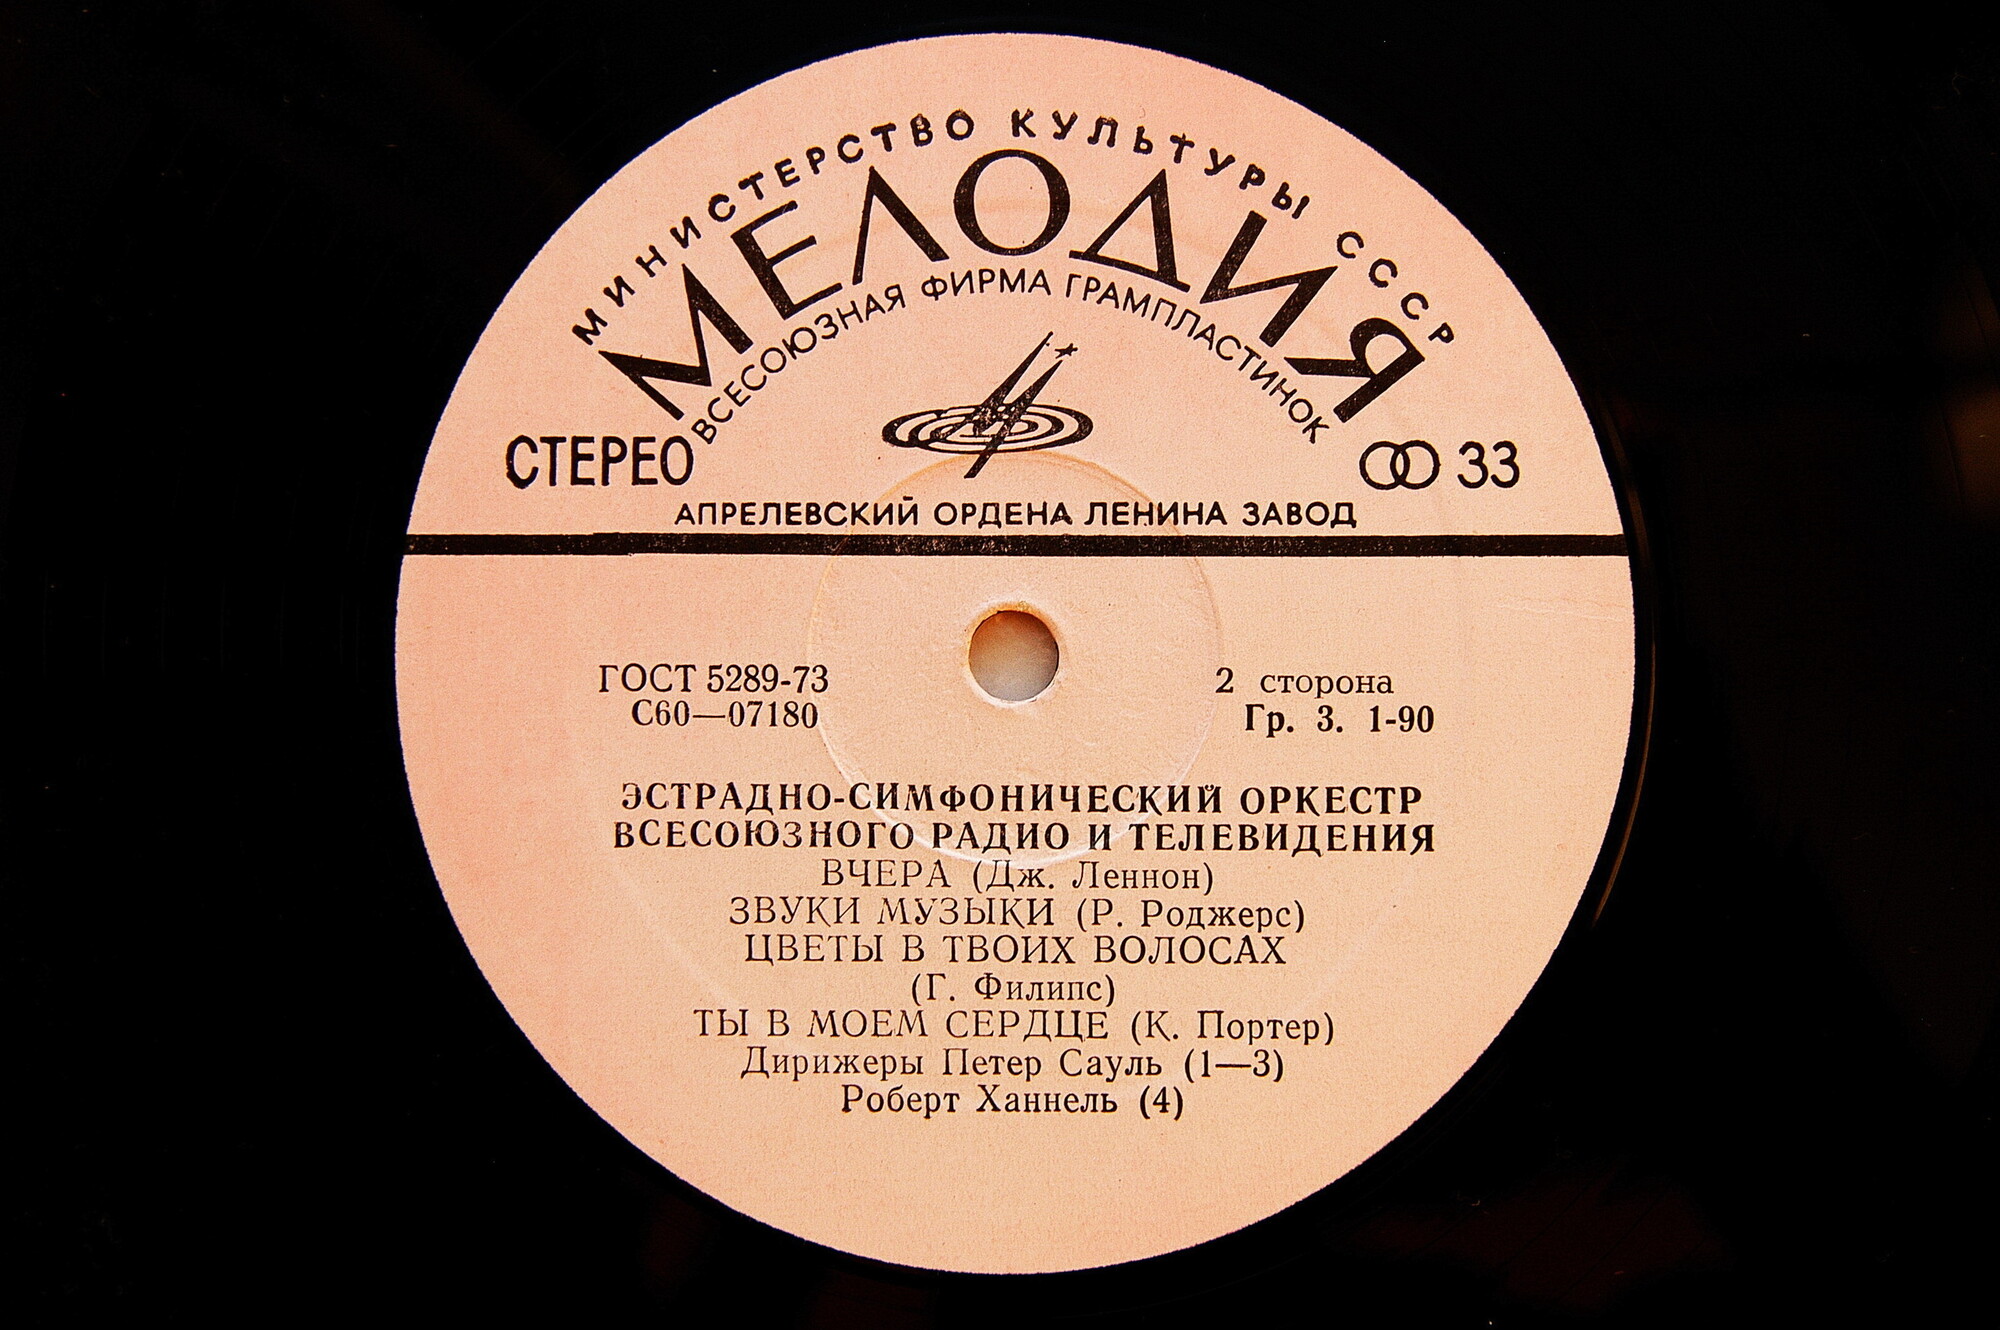 МИНИСТЕРСТВО КУЛЬТУРЫ СССР
МЕЛОДИЯ
ВСЕСОЮЗНАЯ ФИРМА ГРАМПЛАСТИНОК
СТЕРЕО 33
АПРЕЛЕВСКИЙ ОРДЕНА ЛЕНИНА ЗАВОД
ГОСТ 5289-73 2 сторона
С60—07180 Гр. 3. 1-90
ЭСТРАДНО-СИМФОНИЧЕСКИЙ ОРКЕСТР
ВСЕСОЮЗНОГО РАДИО И ТЕЛЕВИДЕНИЯ
ВЧЕРА (Дж. Леннон)
ЗВУКИ МУЗЫКИ (Р. Роджерс)
ЦВЕТЫ В ТВОИХ ВОЛОСАХ
(Г. Филипс)
ТЫ В МОЕМ СЕРДЦЕ (К. Портер)
Дирижеры Петер Сауль (1—3)
Роберт Ханнель (4)